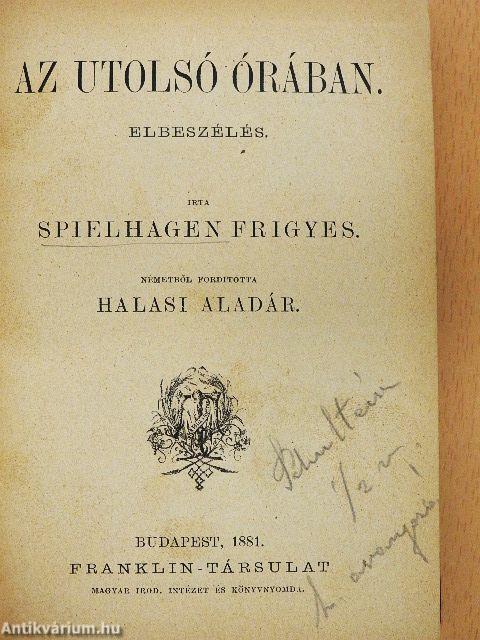 AZ UTOLSÓ ÓRÁBAN.
ELBESZÉLÉS.
IRTA
SPIELHAGEN FRIGYES.
NÉMETBŐL FORDITOTTA
HALASI ALADÁR.
BUDAPEST, 1881.
FRANKLIN-TÁRSULAT
MAGYAR IROD. INTÉZET ÉS KÖNYVNYOMDA.
Antikvárium.hu